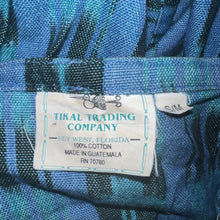 TIKAL TRADING
COMPANY
KEY WEST, FLORIDA
100% COTTON
MADE IN GUATEMALA
RN 70780
S/M